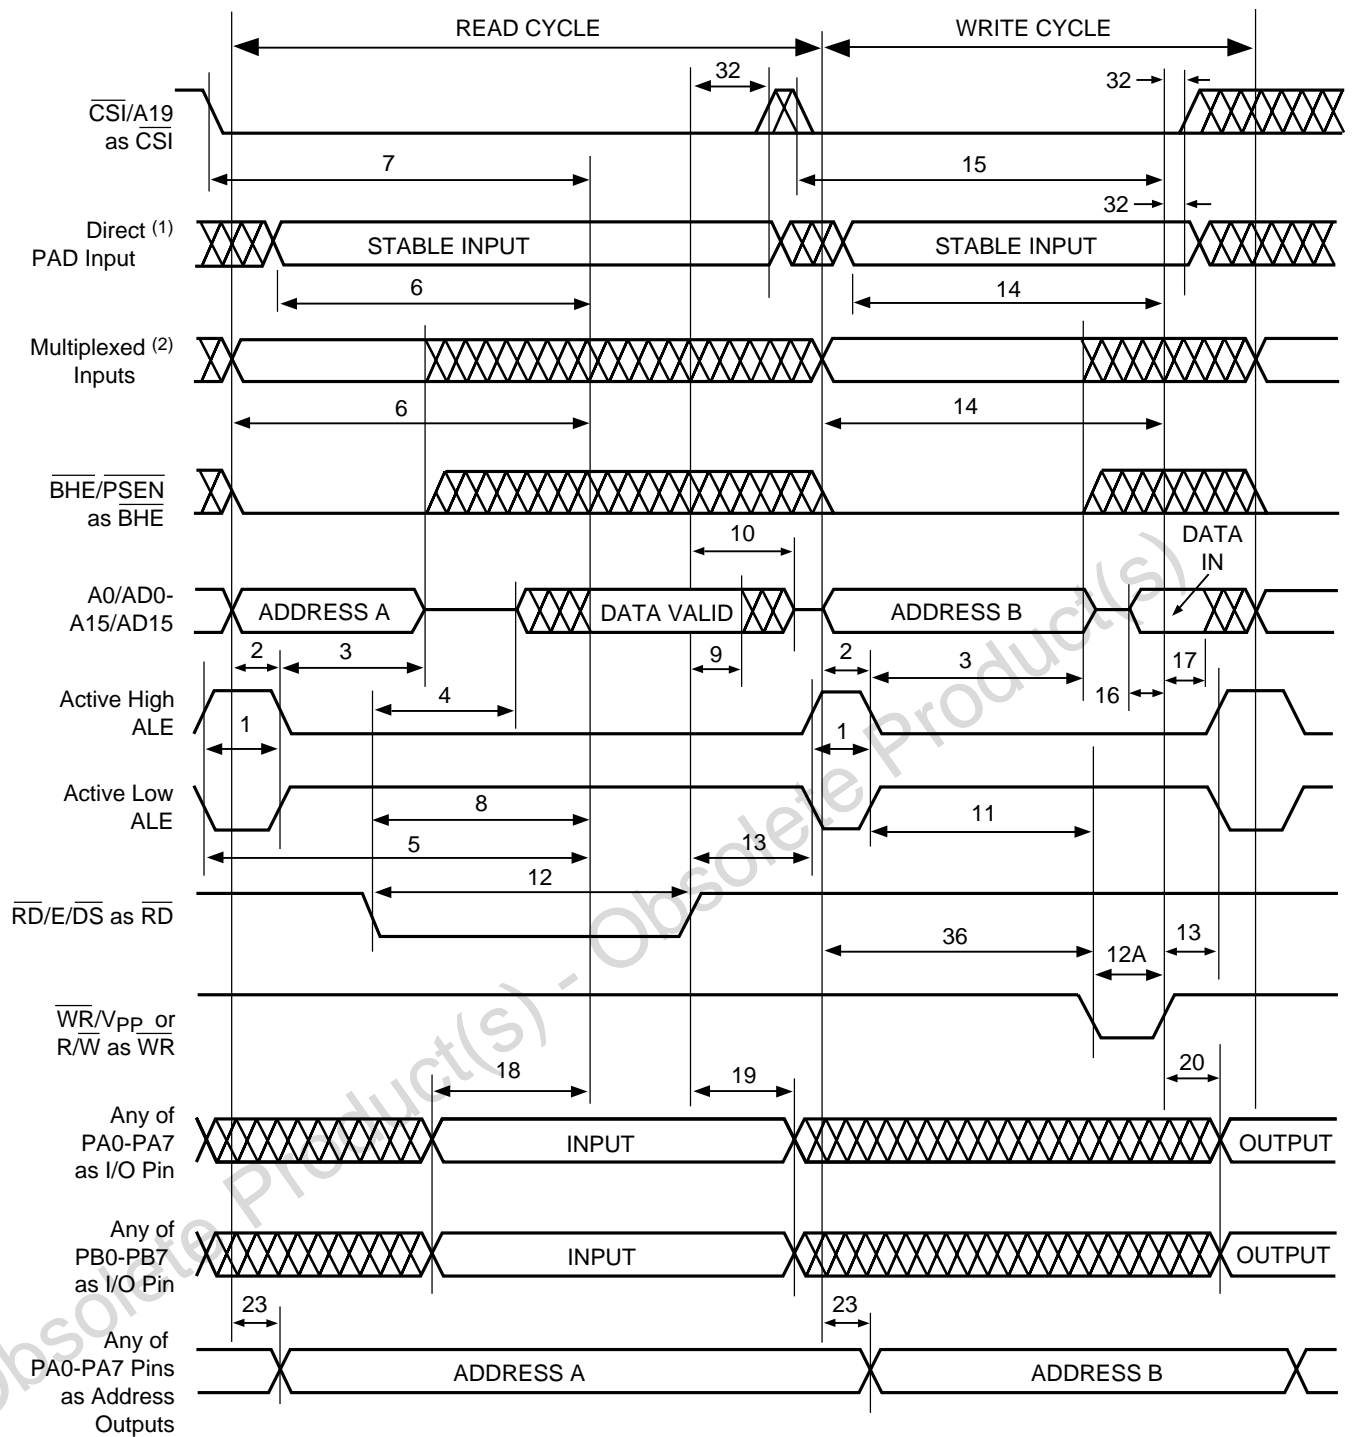 READ CYCLE
WRITE CYCLE
32
32
CSI/A19
as CSI
7
15
32
Direct (1)
PAD Input
STABLE INPUT
STABLE INPUT
6
14
Multiplexed (2)
Inputs
6
14
BHE/PSEN
as BHE
10
DATA
IN
A0/AD0-
A15/AD15
ADDRESS A
DATA VALID
ADDRESS B
2
3
9
2
3
17
4
16
Active High
ALE
1
1
Active Low
ALE
8
11
5
13
12
RD/E/DS as RD
36
13
12A
WR/VPP or
R/W as WR
18
19
20
Any of
PA0-PA7
as I/O Pin
INPUT
OUTPUT
Any of
PB0-PB7
as I/O Pin
INPUT
OUTPUT
23
23
Any of
PA0-PA7 Pins
as Address
Outputs
ADDRESS A
ADDRESS B
Obsolete Product(s) - Obsolete Product(s)